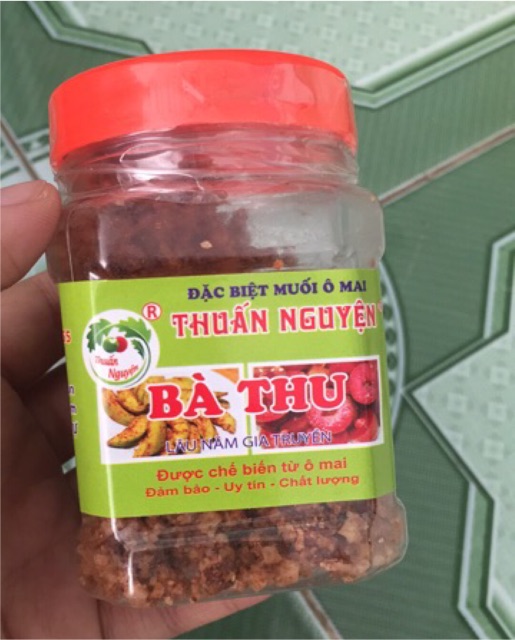 ĐẶC BIỆT MUỐI Ô MAI
THUẤN NGUYỆN
®
Thuấn
Nguyện
BÀ THU
LÂU NĂM GIA TRUYỀN
Được chế biến từ ô mai
Đảm bảo - Uy tín - Chất lượng